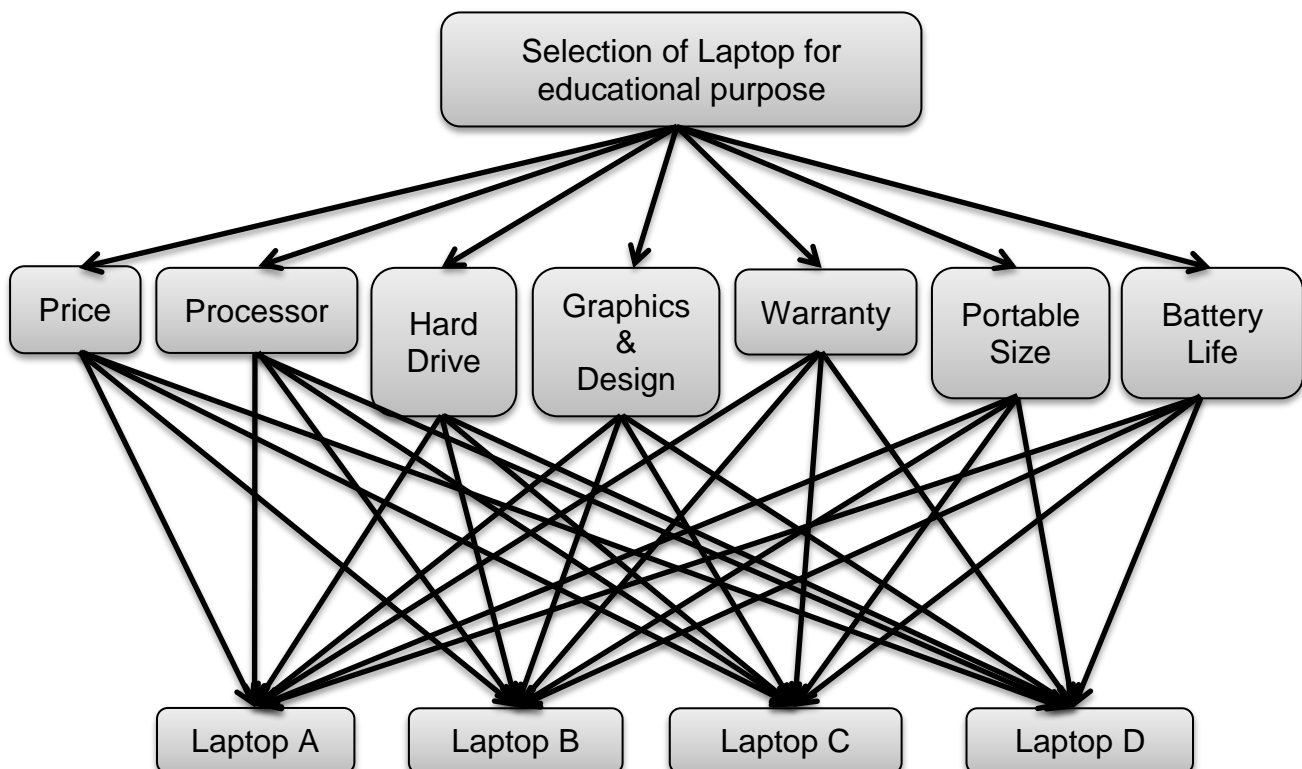 Selection of Laptop for
educational purpose
Price
Processor
Hard
Drive
Graphics
&
Design
Warranty
Portable
Size
Battery
Life
Laptop A
Laptop B
Laptop C
Laptop D